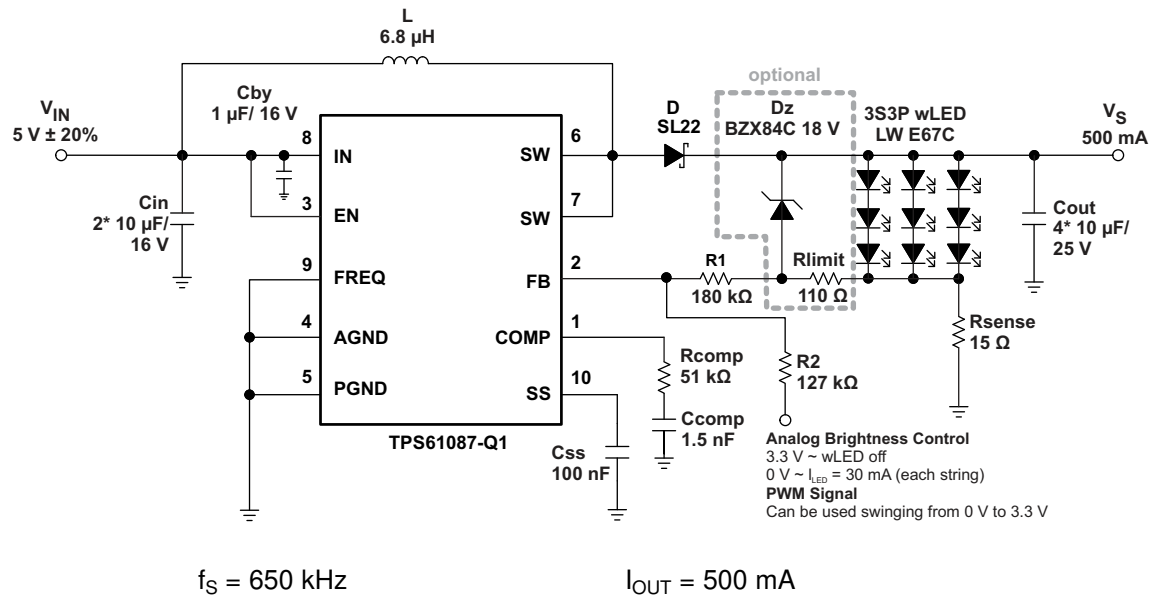 L
6.8 µH
optional
V_IN
5 V ± 20%
Cby
1 µF/ 16 V
D
SL22
Dz
BZX84C 18 V
3S3P wLED
LW E67C
V_S
500 mA
8
IN
6
SW
3
EN
7
SW
Cin
2* 10 µF/
16 V
Cout
4* 10 µF/
25 V
9
FREQ
2
FB
R1
180 kΩ
Rlimit
110 Ω
4
AGND
1
COMP
Rcomp
51 kΩ
R2
127 kΩ
Rsense
15 Ω
5
PGND
10
SS
Ccomp
1.5 nF
TPS61087-Q1
Css
100 nF
Analog Brightness Control
3.3 V ~ wLED off
0 V ~ I_LED = 30 mA (each string)
PWM Signal
Can be used swinging from 0 V to 3.3 V
f_S = 650 kHz
I_OUT = 500 mA